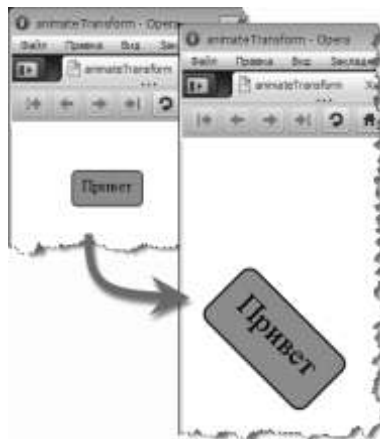 animateTransform - Opera
Файл Правка Вид
animateTransform
Привет
animateTransform - Opera
Файл Правка Вид Заклад
animateTransform
Привет